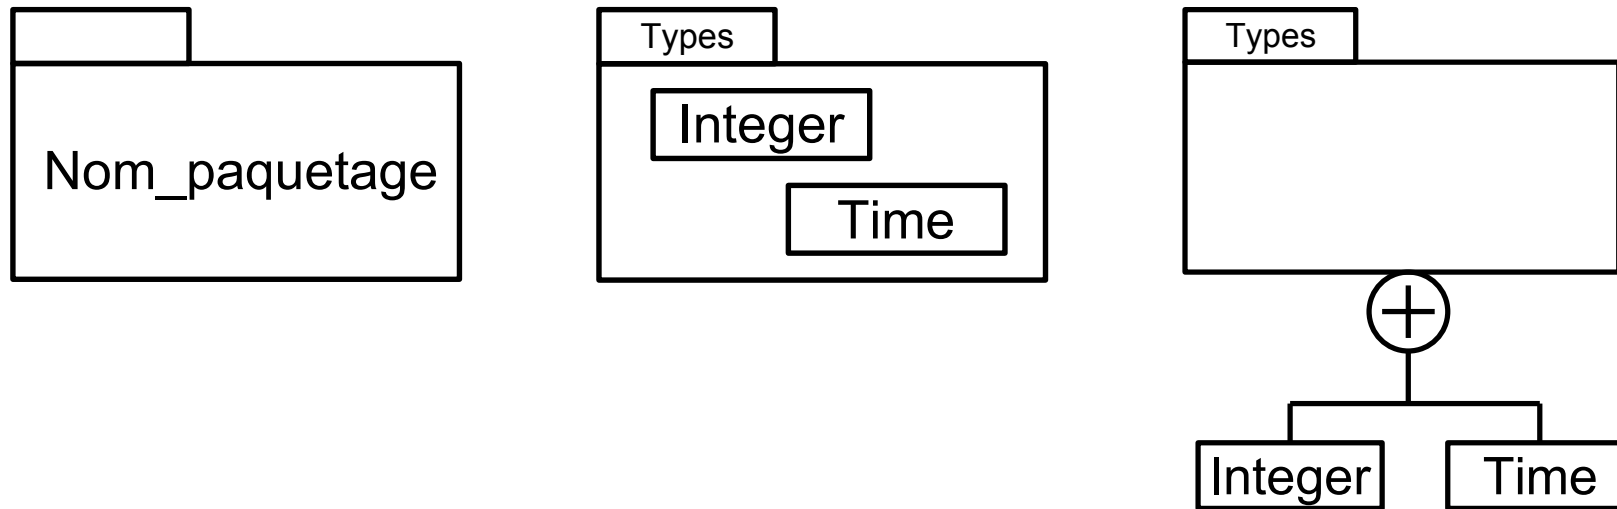 Nom_paquetage
Types
Integer
Time
Types
Integer
Time